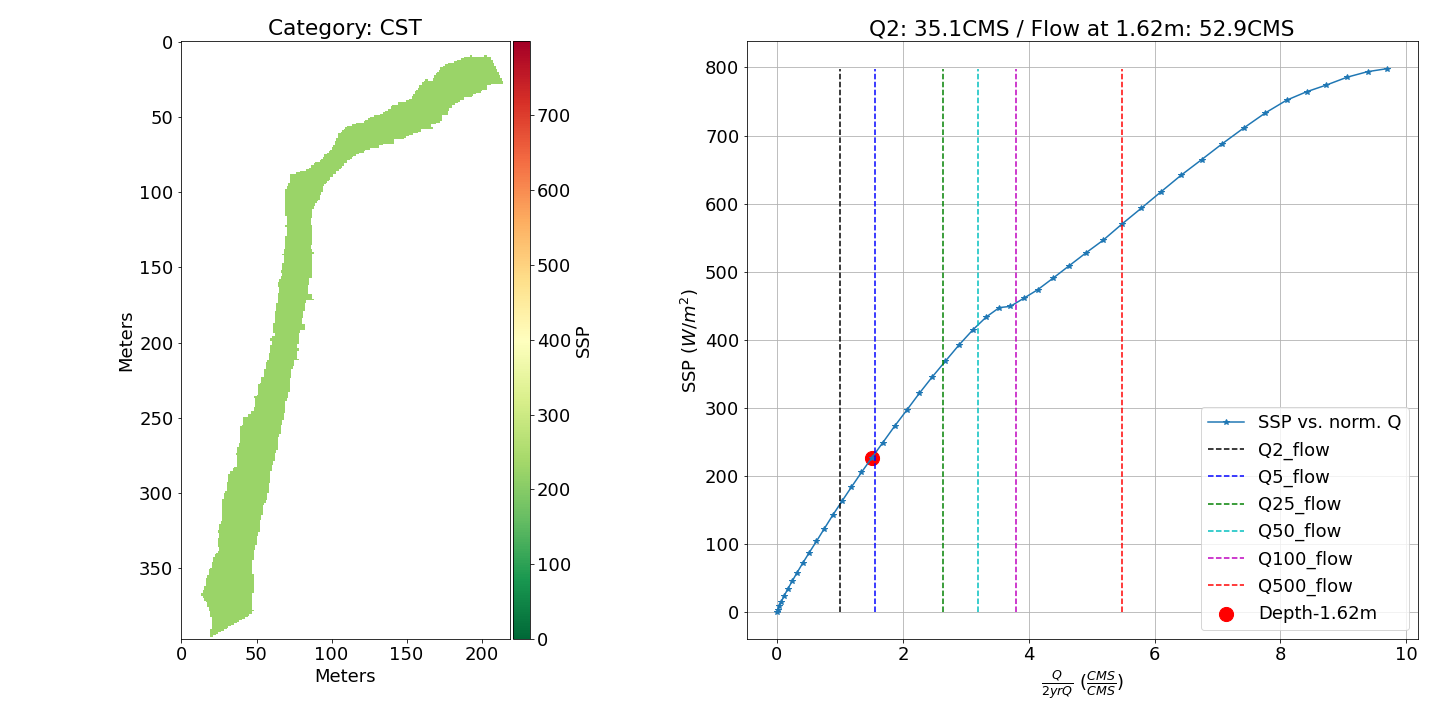 Category: CST
0
50
100
150
200
250
300
350
Meters
0 50 100 150 200
Meters
700
600
500
400
300
200
100
0
SSP
Q2: 35.1CMS / Flow at 1.62m: 52.9CMS
800
700
600
500
400
300
200
100
0
SSP (W/m²)
0 2 4 6 8 10
Q/2yrQ (CMS/CMS)
SSP vs. norm. Q
Q2_flow
Q5_flow
Q25_flow
Q50_flow
Q100_flow
Q500_flow
Depth-1.62m